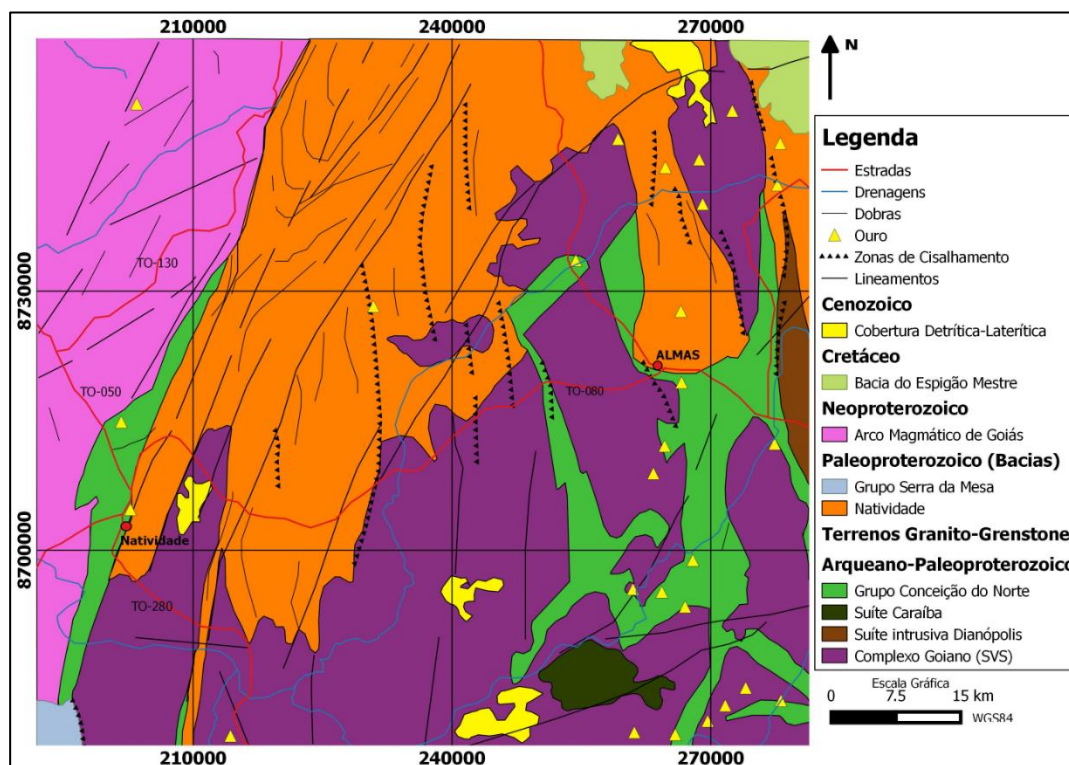 210000 240000 270000
N
Legenda
Estradas
Drenagens
Dobras
Ouro
Zonas de Cisalhamento
Lineamentos
Cenozoico
Cobertura Detrítica-Laterítica
Cretáceo
Bacia do Espigão Mestre
Neoproterozoico
Arco Magmático de Goiás
Paleoproterozoico (Bacias)
Grupo Serra da Mesa
Natividade
Terrenos Granito-Grenstone
Arqueano-Paleoproterozoico
Grupo Conceição do Norte
Suíte Caraíba
Suíte intrusiva Dianópolis
Complexo Goiano (SVS)
Escala Gráfica
0 7.5 15 km
WGS84
TO-130
8730000
ALMAS
TO-050
TO-080
Natividade
8700000
TO-280
210000 240000 270000